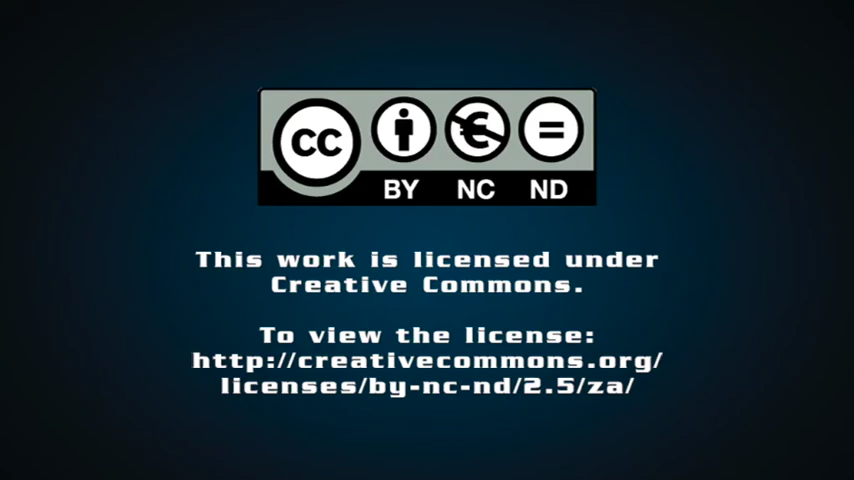 CC
BY NC ND
This work is licensed under
Creative Commons.
To view the license:
http://creativecommons.org/
licenses/by-nc-nd/2.5/za/